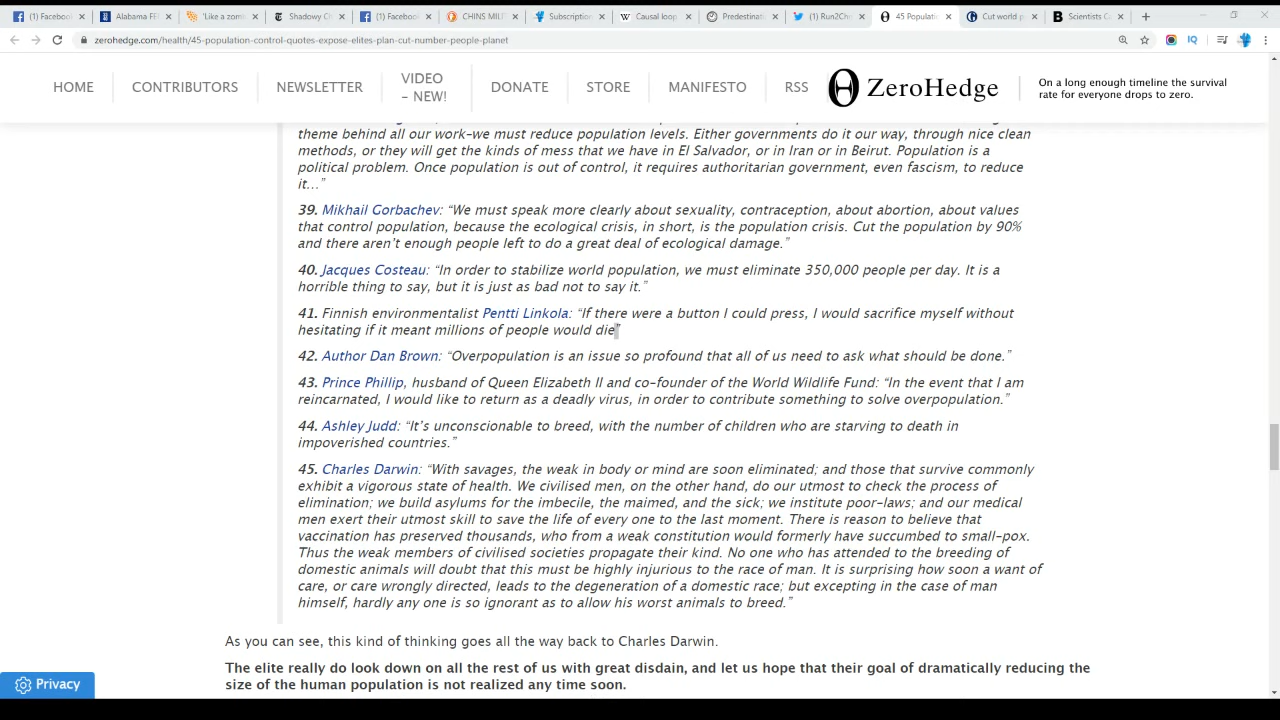 Facebook
Alabama FE
'Like a zom
Shadowy C
Facebook
CHINS MILI
Subscription
Causal loop
Predestinat
Run2Chr
45 Populati
Cut world p
Scientists C
zerohedge.com/health/45-population-control-quotes-expose-elites-plan-cut-number-people-planet
HOME
CONTRIBUTORS
NEWSLETTER
VIDEO
– NEW!
DONATE
STORE
MANIFESTO
RSS
ZeroHedge
On a long enough timeline the survival
rate for everyone drops to zero.
theme behind all our work–we must reduce population levels. Either governments do it our way, through nice clean
methods, or they will get the kinds of mess that we have in El Salvador, or in Iran or in Beirut. Population is a
political problem. Once population is out of control, it requires authoritarian government, even fascism, to reduce
it…”
39. Mikhail Gorbachev: “We must speak more clearly about sexuality, contraception, about abortion, about values
that control population, because the ecological crisis, in short, is the population crisis. Cut the population by 90%
and there aren’t enough people left to do a great deal of ecological damage.”
40. Jacques Costeau: “In order to stabilize world population, we must eliminate 350,000 people per day. It is a
horrible thing to say, but it is just as bad not to say it.”
41. Finnish environmentalist Pentti Linkola: “If there were a button I could press, I would sacrifice myself without
hesitating if it meant millions of people would die”
42. Author Dan Brown: “Overpopulation is an issue so profound that all of us need to ask what should be done.”
43. Prince Phillip, husband of Queen Elizabeth II and co-founder of the World Wildlife Fund: “In the event that I am
reincarnated, I would like to return as a deadly virus, in order to contribute something to solve overpopulation.”
44. Ashley Judd: “It’s unconscionable to breed, with the number of children who are starving to death in
impoverished countries.”
45. Charles Darwin: “With savages, the weak in body or mind are soon eliminated; and those that survive commonly
exhibit a vigorous state of health. We civilised men, on the other hand, do our utmost to check the process of
elimination; we build asylums for the imbecile, the maimed, and the sick; we institute poor-laws; and our medical
men exert their utmost skill to save the life of every one to the last moment. There is reason to believe that
vaccination has preserved thousands, who from a weak constitution would formerly have succumbed to small-pox.
Thus the weak members of civilised societies propagate their kind. No one who has attended to the breeding of
domestic animals will doubt that this must be highly injurious to the race of man. It is surprising how soon a want of
care, or care wrongly directed, leads to the degeneration of a domestic race; but excepting in the case of man
himself, hardly any one is so ignorant as to allow his worst animals to breed.”
As you can see, this kind of thinking goes all the way back to Charles Darwin.
The elite really do look down on all the rest of us with great disdain, and let us hope that their goal of dramatically reducing the
size of the human population is not realized any time soon.
Privacy